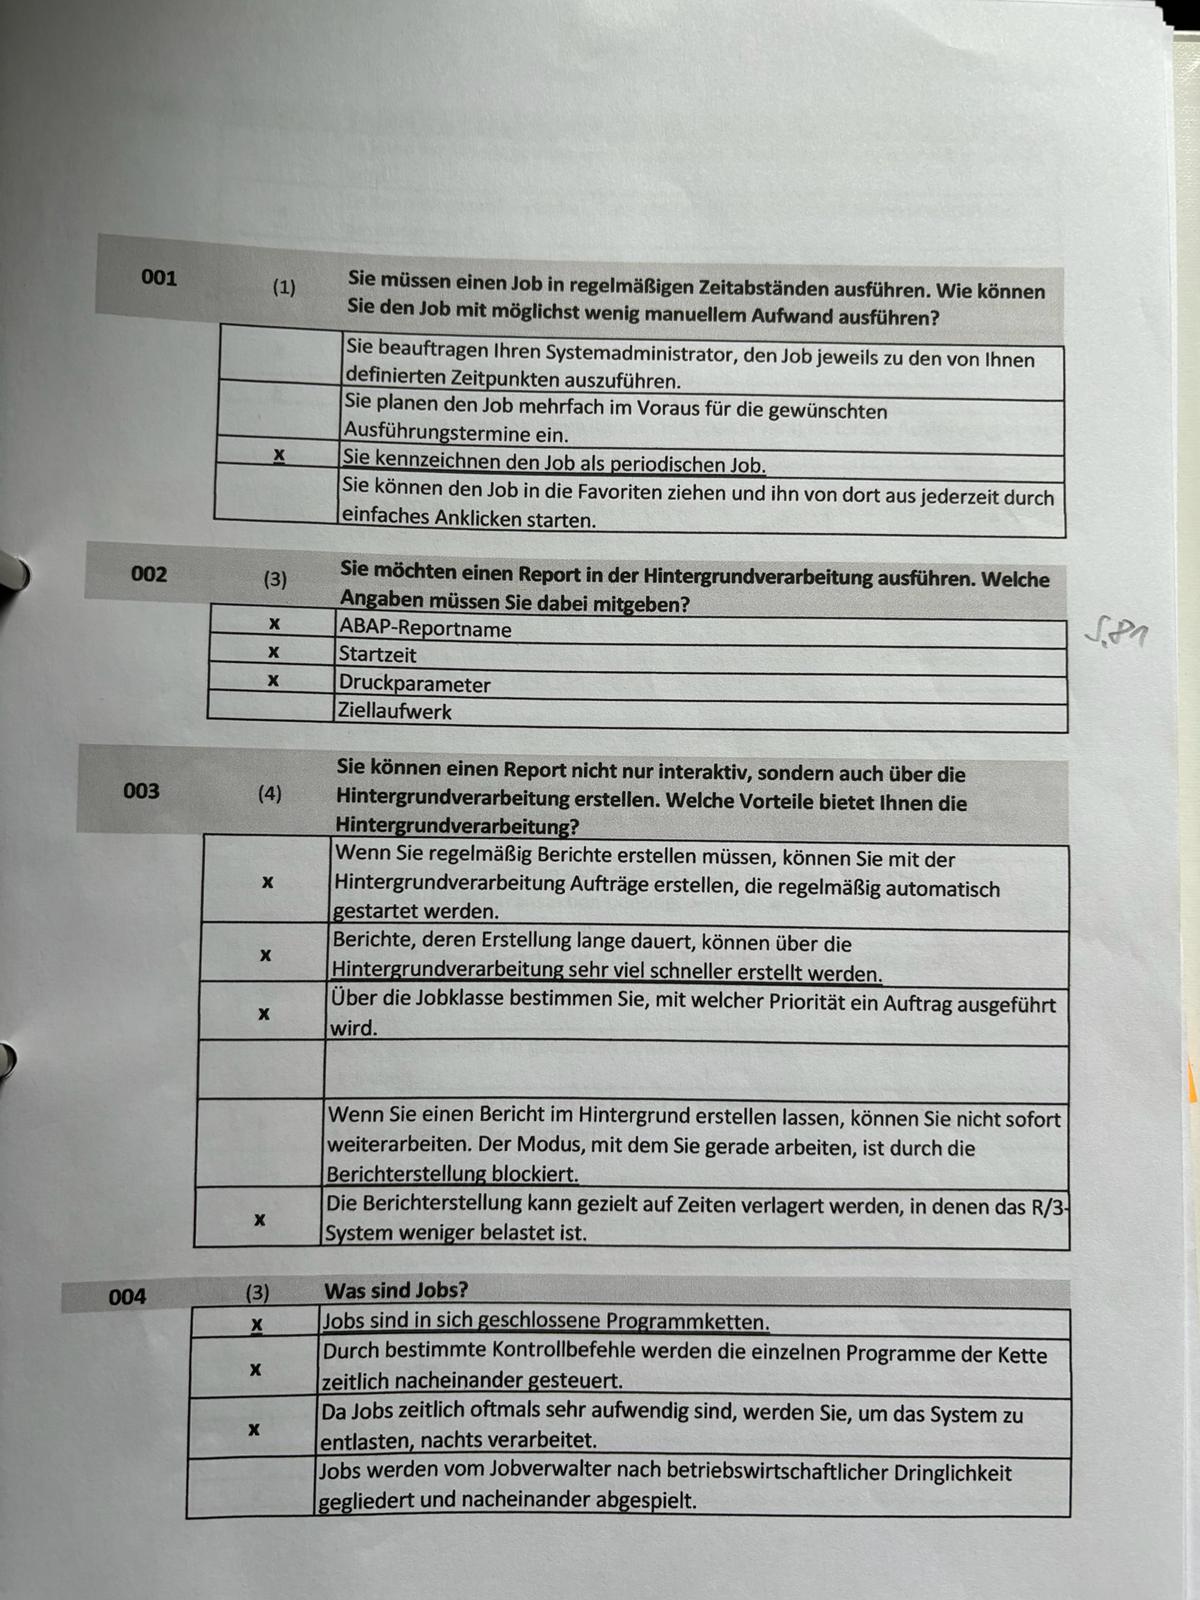 001 (1) Sie müssen einen Job in regelmäßigen Zeitabständen ausführen. Wie können
Sie den Job mit möglichst wenig manuellem Aufwand ausführen?
Sie beauftragen Ihren Systemadministrator, den Job jeweils zu den von Ihnen
definierten Zeitpunkten auszuführen.
Sie planen den Job mehrfach im Voraus für die gewünschten
Ausführungstermine ein.
x Sie kennzeichnen den Job als periodischen Job.
Sie können den Job in die Favoriten ziehen und ihn von dort aus jederzeit durch
einfaches Anklicken starten.
002 (3) Sie möchten einen Report in der Hintergrundverarbeitung ausführen. Welche
Angaben müssen Sie dabei mitgeben?
x ABAP-Reportname
S.81
x Startzeit
x Druckparameter
Ziellaufwerk
003 (4) Sie können einen Report nicht nur interaktiv, sondern auch über die
Hintergrundverarbeitung erstellen. Welche Vorteile bietet Ihnen die
Hintergrundverarbeitung?
Wenn Sie regelmäßig Berichte erstellen müssen, können Sie mit der
x Hintergrundverarbeitung Aufträge erstellen, die regelmäßig automatisch
gestartet werden.
x Berichte, deren Erstellung lange dauert, können über die
Hintergrundverarbeitung sehr viel schneller erstellt werden.
x Über die Jobklasse bestimmen Sie, mit welcher Priorität ein Auftrag ausgeführt
wird.
Wenn Sie einen Bericht im Hintergrund erstellen lassen, können Sie nicht sofort
weiterarbeiten. Der Modus, mit dem Sie gerade arbeiten, ist durch die
Berichterstellung blockiert.
x Die Berichterstellung kann gezielt auf Zeiten verlagert werden, in denen das R/3-
System weniger belastet ist.
004 (3) Was sind Jobs?
x Jobs sind in sich geschlossene Programmketten.
x Durch bestimmte Kontrollbefehle werden die einzelnen Programme der Kette
zeitlich nacheinander gesteuert.
x Da Jobs zeitlich oftmals sehr aufwendig sind, werden Sie, um das System zu
entlasten, nachts verarbeitet.
Jobs werden vom Jobverwalter nach betriebswirtschaftlicher Dringlichkeit
gegliedert und nacheinander abgespielt.